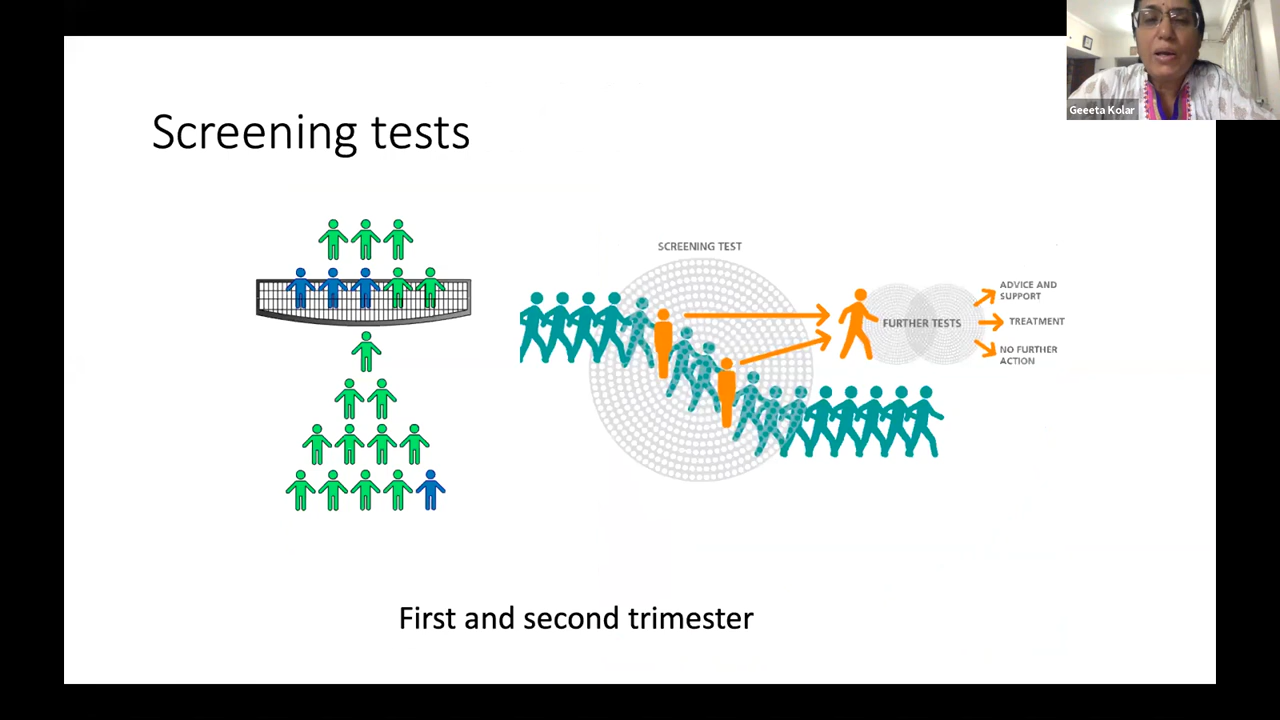 Geeeta Kolar
Screening tests
SCREENING TEST
ADVICE AND
SUPPORT
FURTHER TESTS
TREATMENT
NO FURTHER
ACTION
First and second trimester